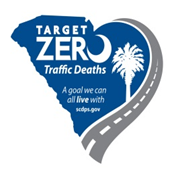 TARGET
ZERO
Traffic Deaths
A goal we can
all live with
scdps.gov